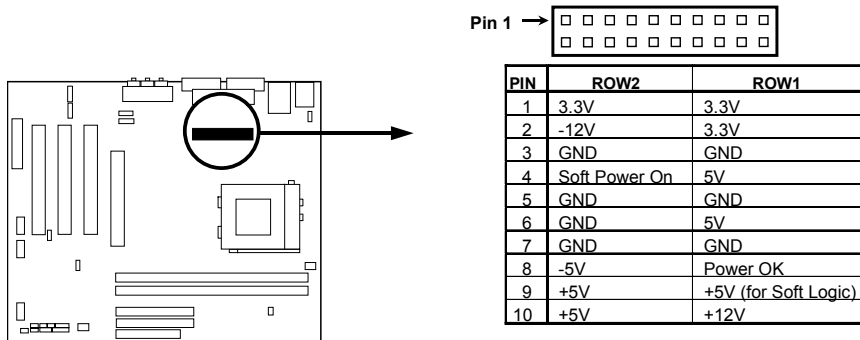 Pin 1
PIN ROW2 ROW1
1 3.3V 3.3V
2 -12V 3.3V
3 GND GND
4 Soft Power On 5V
5 GND GND
6 GND 5V
7 GND GND
8 -5V Power OK
9 +5V +5V (for Soft Logic)
10 +5V +12V